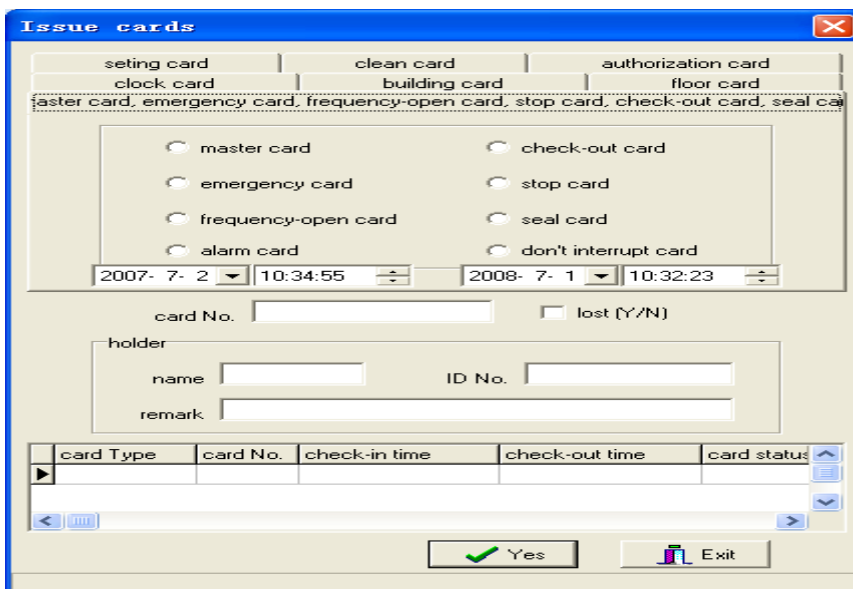 Issue cards
seting card clean card authorization card
clock card building card floor card
aster card, emergency card, frequency-open card, stop card, check-out card, seal ca
master card check-out card
emergency card stop card
frequency-open card seal card
alarm card don't interrupt card
2007- 7- 2 10:34:55 2008- 7- 1 10:32:23
card No. lost (Y/N)
holder
name ID No.
remark
card Type card No. check-in time check-out time card status
Yes Exit